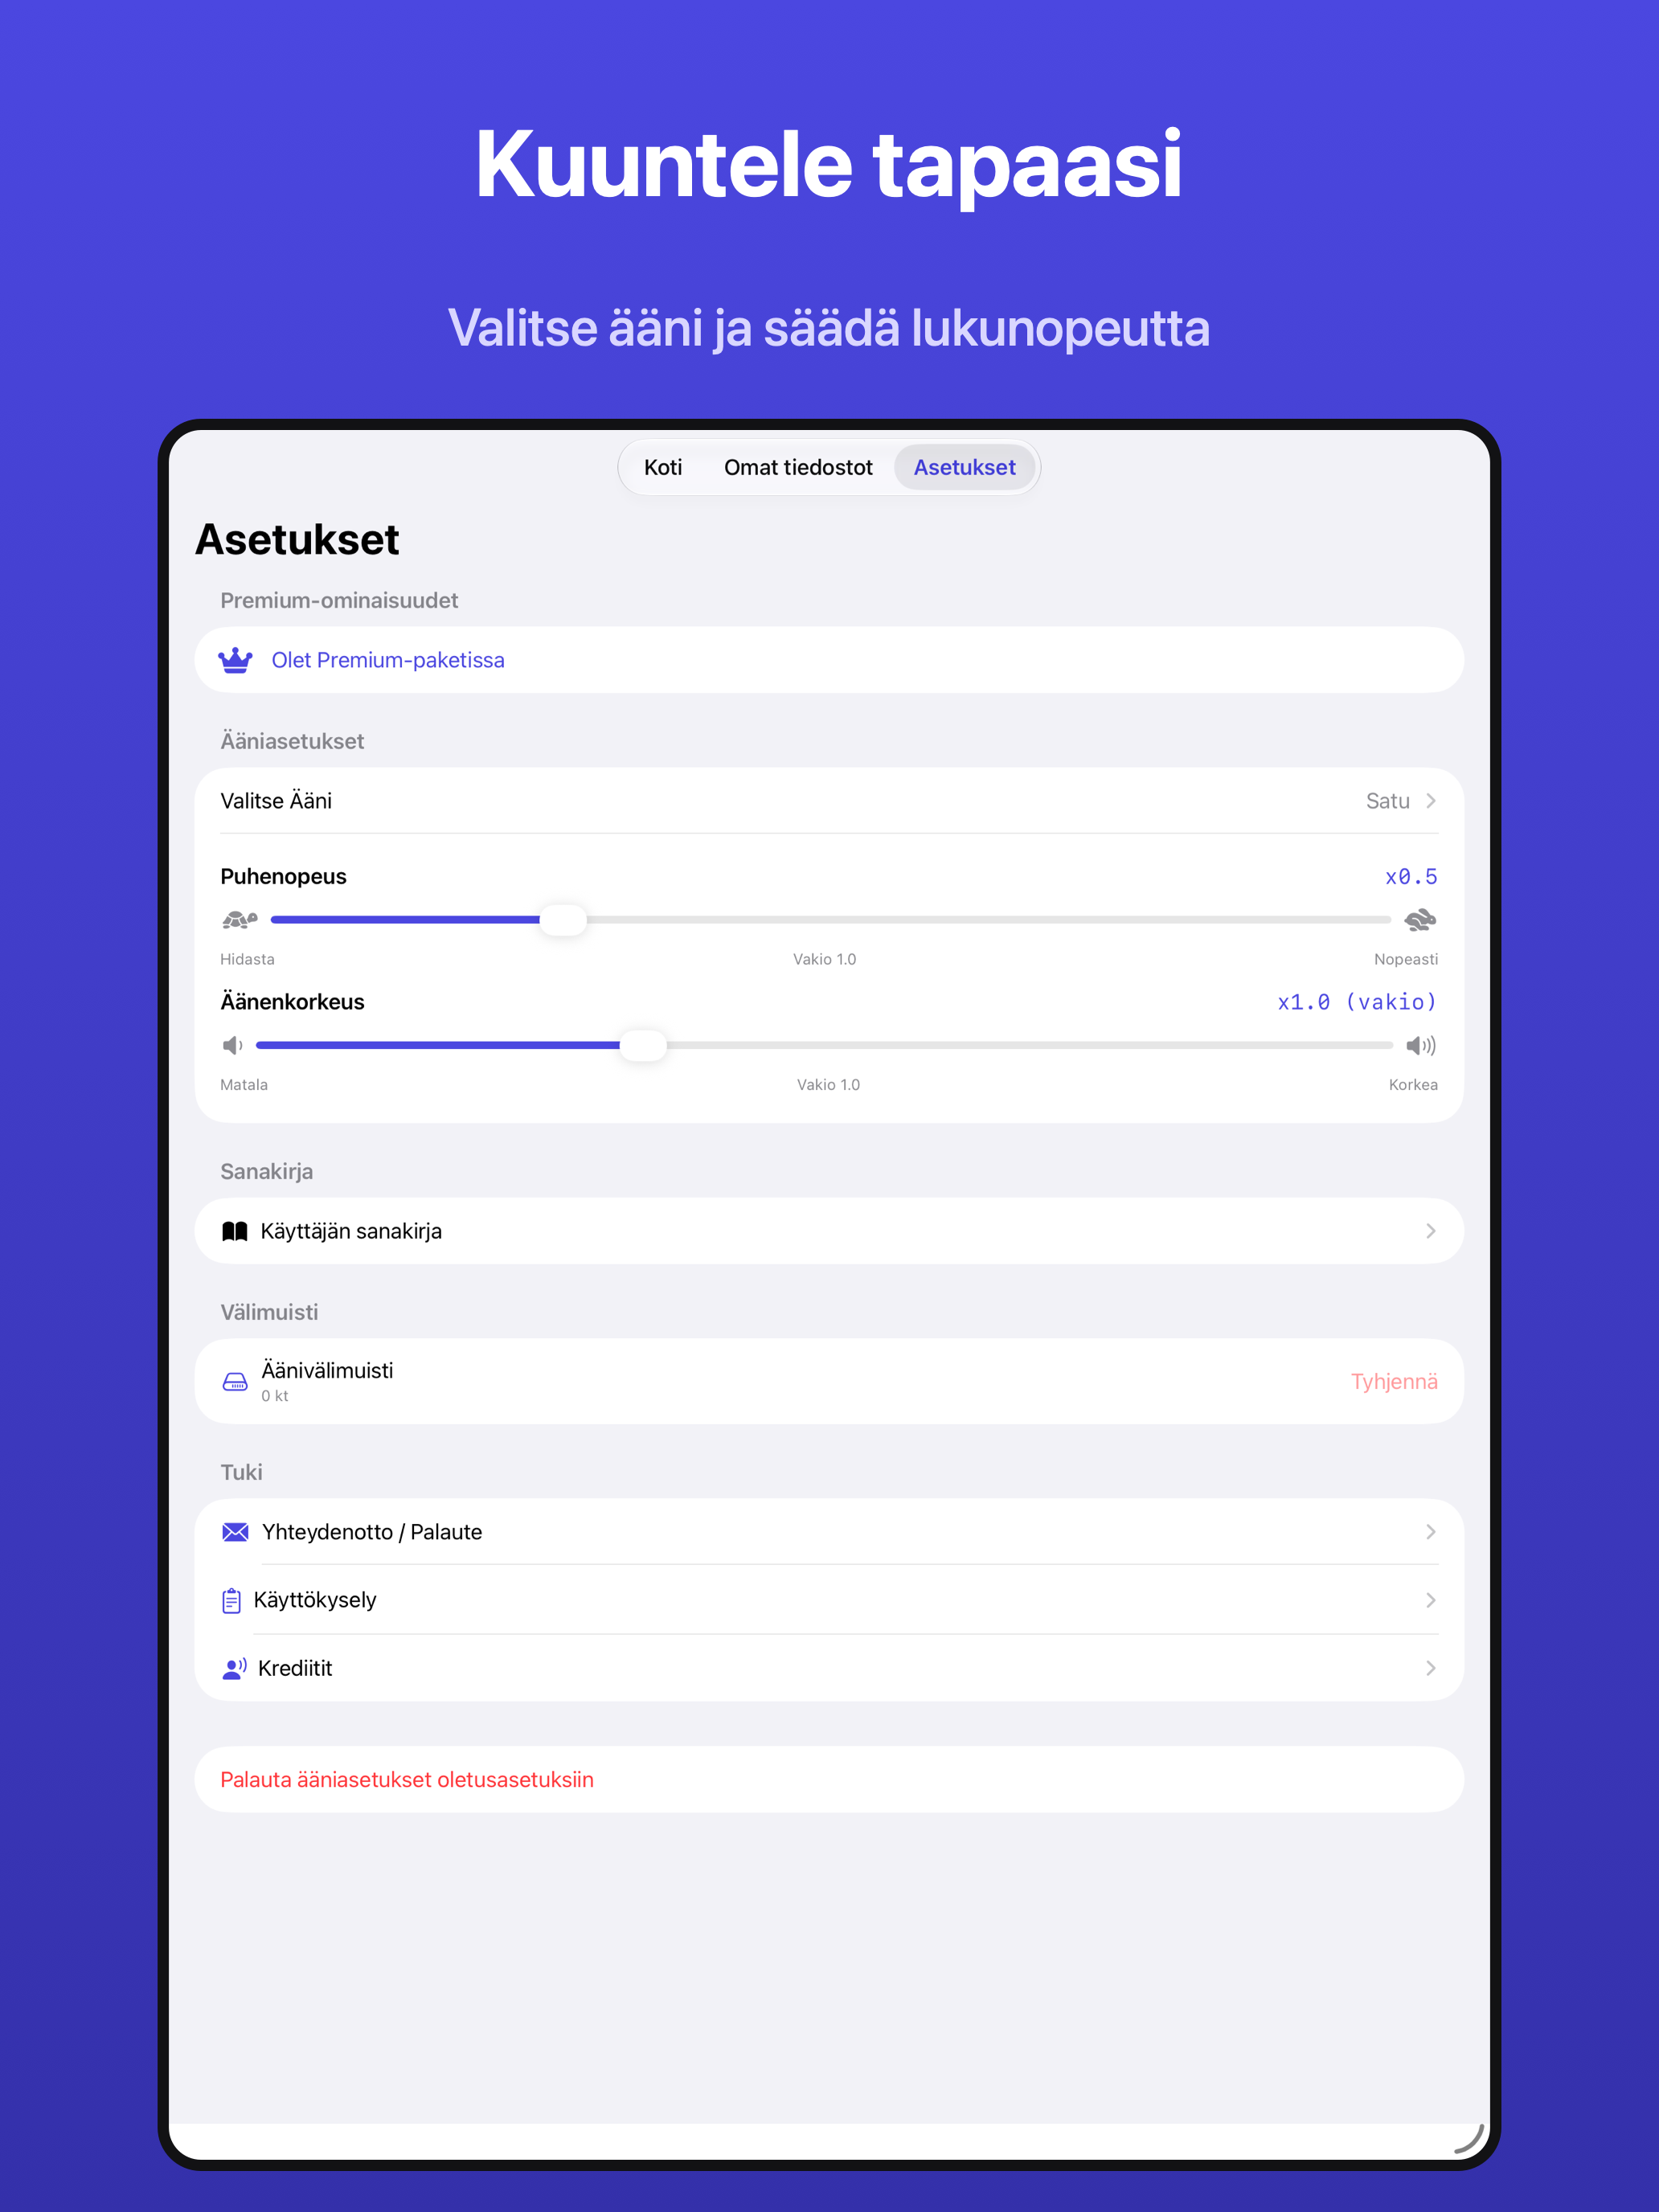 Kuuntele tapaasi
Valitse ääni ja säädä lukunopeutta
Koti Omat tiedostot Asetukset
Asetukset
Premium-ominaisuudet
Olet Premium-paketissa
Ääniasetukset
Valitse Ääni Satu
Puhenopeus x0.5
Hidasta Vakio 1.0 Nopeasti
Äänenkorkeus x1.0 (vakio)
Matala Vakio 1.0 Korkea
Sanakirja
Käyttäjän sanakirja
Välimuisti
Äänivälimuisti
0 kt
Tyhjennä
Tuki
Yhteydenotto / Palaute
Käyttökysely
Krediitit
Palauta ääniasetukset oletusasetuksiin